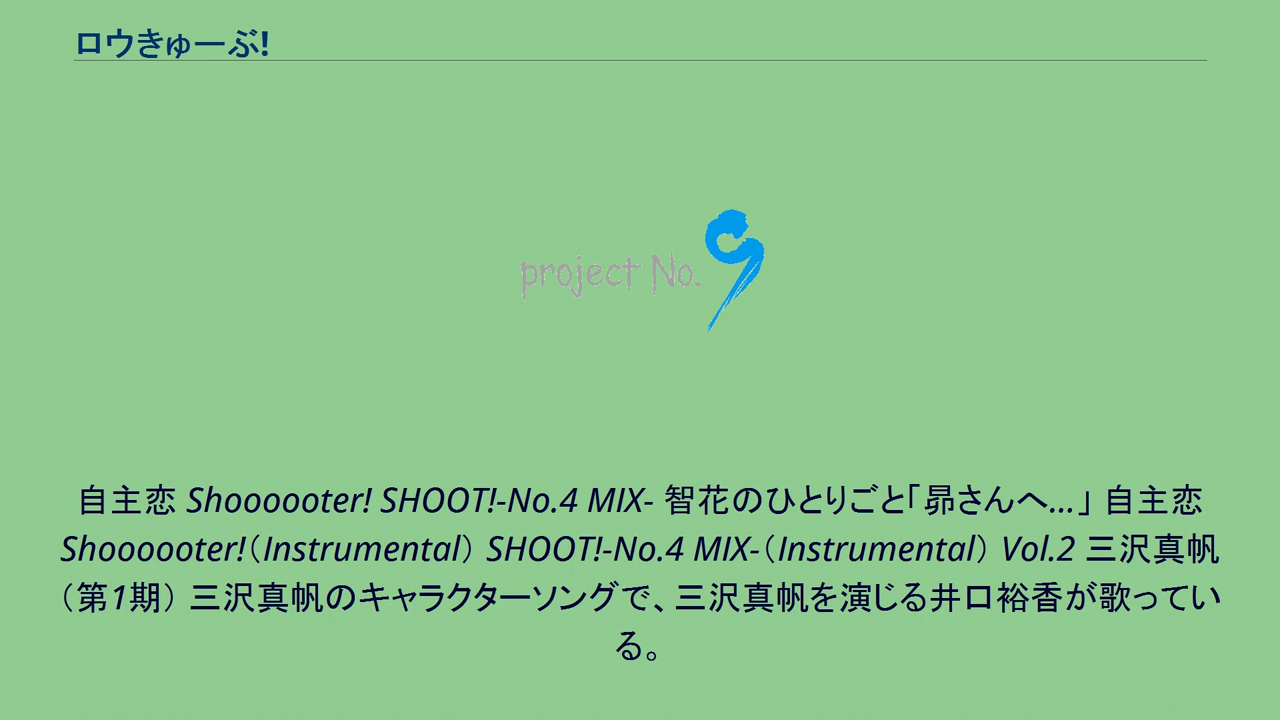 ロウきゅーぶ!
project No.9
自主恋 Shoooooter! SHOOT!-No.4 MIX- 智花のひとりごと「昴さんへ…」 自主恋
Shoooooter!（Instrumental） SHOOT!-No.4 MIX-（Instrumental） Vol.2 三沢真帆
（第1期） 三沢真帆のキャラクターソングで、三沢真帆を演じる井口裕香が歌ってい
る。